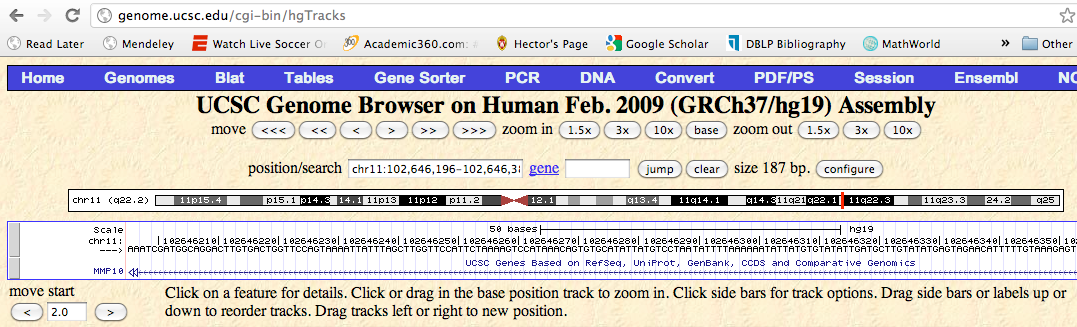 genome.ucsc.edu/cgi-bin/hgTracks
Read Later Mendeley Watch Live Soccer Academic360.com: Hector's Page Google Scholar DBLP Bibliography MathWorld » Other
Home Genomes Blat Tables Gene Sorter PCR DNA Convert PDF/PS Session Ensembl
UCSC Genome Browser on Human Feb. 2009 (GRCh37/hg19) Assembly
move <<< << < > >> >>> zoom in 1.5x 3x 10x base zoom out 1.5x 3x 10x
position/search chr11:102,646,196-102,646,3 gene jump clear size 187 bp. configure
chr11 (q22.2) 11p15.4 p15.1 p14.3 14.1 11p13 11p12 p11.2 12.1 q13.4 11q14.1 q14.3 11q21 q22.1 11q22.3 11q23.3 24.2 q25
Scale 50 bases hg19
chr11: |102646210| 102646220| 102646230| 102646240| 102646250| 102646260| 102646270| 102646280| 102646290| 102646300| 102646310| 102646320| 102646330| 102646340| 102646350|
--->
UCSC Genes Based on RefSeq, UniProt, GenBank, CCDS and Comparative Genomics
MMP10
move start Click on a feature for details. Click or drag in the base position track to zoom in. Click side bars for track options. Drag side bars or labels up or
< 2.0 > down to reorder tracks. Drag tracks left or right to new position.